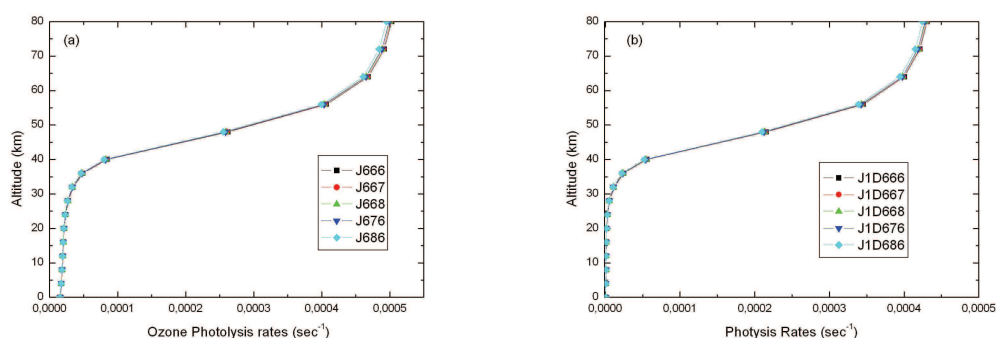 (a)
Altitude (km)
80
70
60
50
40
30
20
10
0
0,0000 0,0001 0,0002 0,0003 0,0004 0,0005
Ozone Photolysis rates (sec⁻¹)
J666
J667
J668
J676
J686
(b)
Altitude (km)
80
70
60
50
40
30
20
10
0
0,0000 0,0001 0,0002 0,0003 0,0004 0,0005
Photysis Rates (sec⁻¹)
J1D666
J1D667
J1D668
J1D676
J1D686